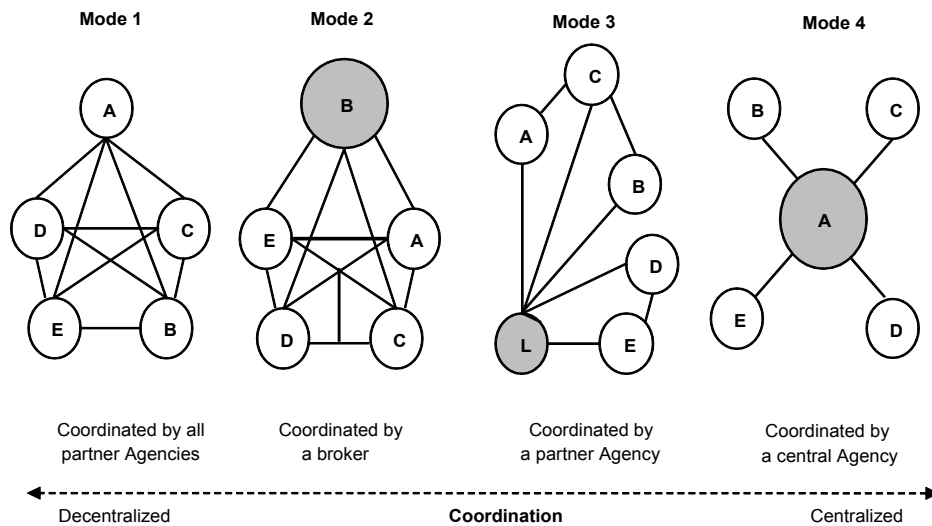 Mode 1
Mode 2
Mode 3
Mode 4
A
D
C
E
B
B
E
A
D
C
C
A
B
D
L
E
B
C
A
E
D
Coordinated by all
partner Agencies
Coordinated by
a broker
Coordinated by
a partner Agency
Coordinated by
a central Agency
Decentralized
Coordination
Centralized